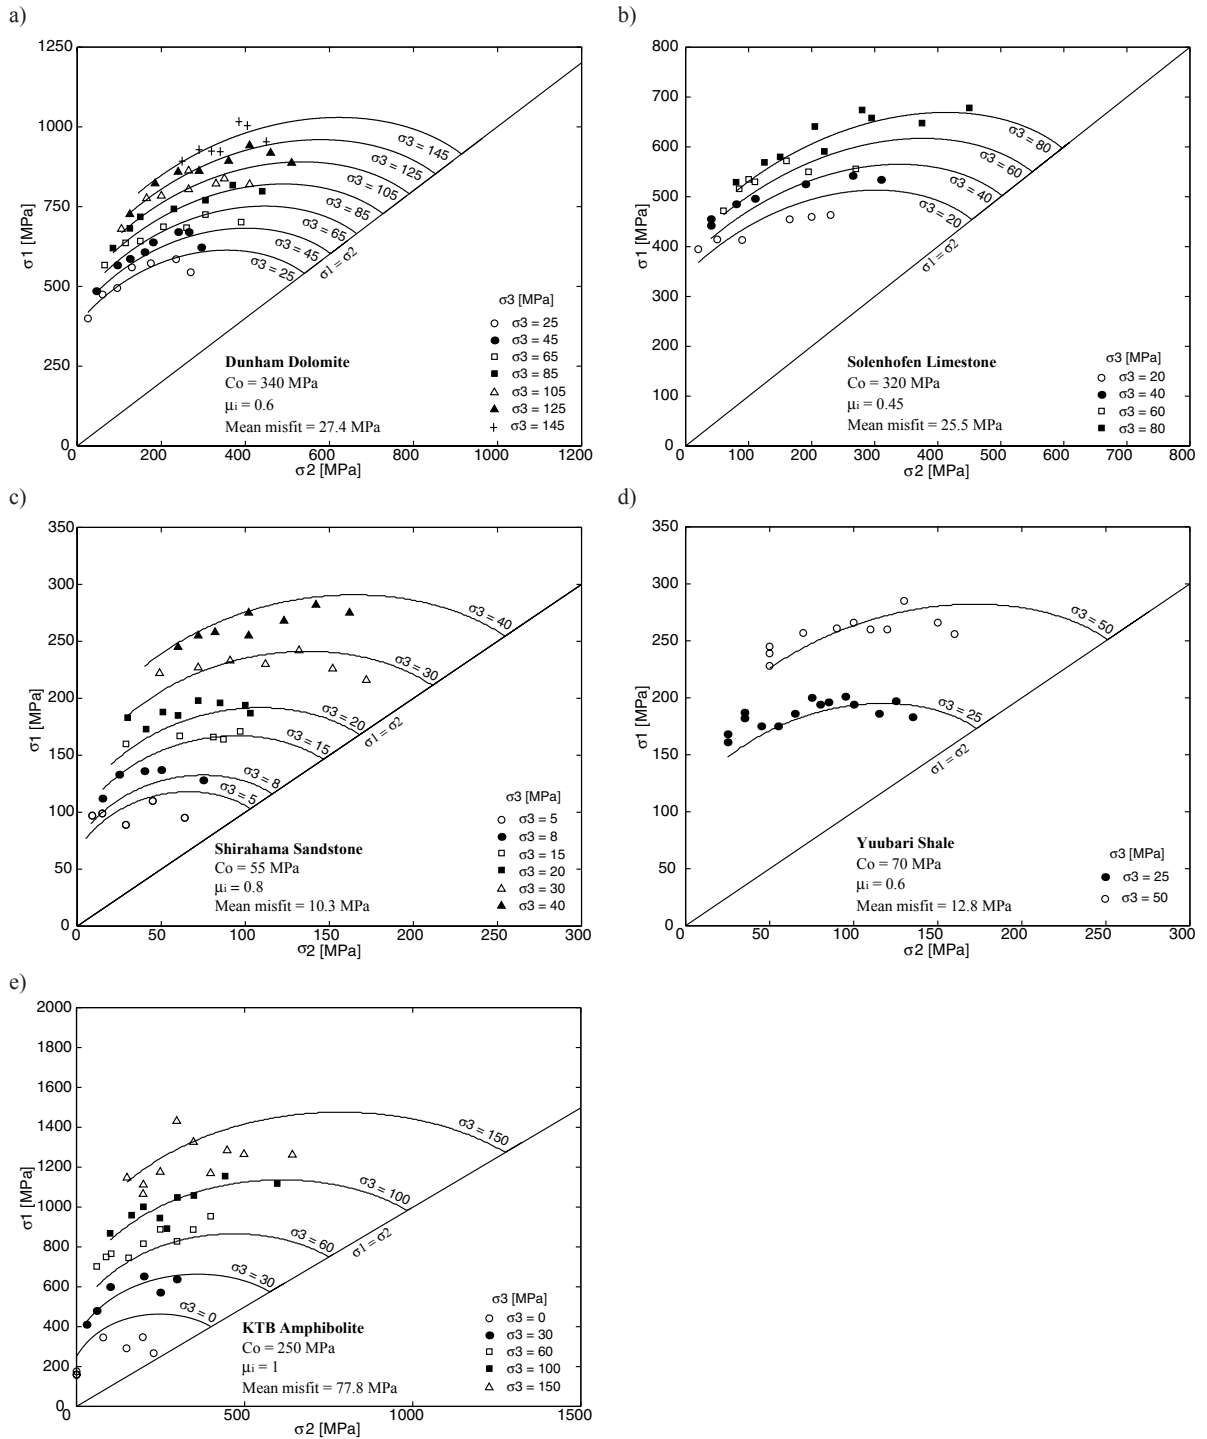 a)
1250
1000
750
500
250
0
σ1 [MPa]
0 200 400 600 800 1000 1200
σ2 [MPa]
σ3 = 145
σ3 = 125
σ3 = 105
σ3 = 85
σ3 = 65
σ3 = 45
σ3 = 25
σ1 = σ2
Dunham Dolomite
Co = 340 MPa
μi = 0.6
Mean misfit = 27.4 MPa
σ3 [MPa]
σ3 = 25
σ3 = 45
σ3 = 65
σ3 = 85
σ3 = 105
σ3 = 125
σ3 = 145
b)
800
700
600
500
400
300
200
100
0
σ1 [MPa]
0 100 200 300 400 500 600 700 800
σ2 [MPa]
σ3 = 80
σ3 = 60
σ3 = 40
σ3 = 20
σ1 = σ2
Solenhofen Limestone
Co = 320 MPa
μi = 0.45
Mean misfit = 25.5 MPa
σ3 [MPa]
σ3 = 20
σ3 = 40
σ3 = 60
σ3 = 80
c)
350
300
250
200
150
100
50
0
σ1 [MPa]
0 50 100 150 200 250 300
σ2 [MPa]
σ3 = 40
σ3 = 30
σ3 = 20
σ3 = 15
σ3 = 8
σ3 = 5
σ1 = σ2
Shirahama Sandstone
Co = 55 MPa
μi = 0.8
Mean misfit = 10.3 MPa
σ3 [MPa]
σ3 = 5
σ3 = 8
σ3 = 15
σ3 = 20
σ3 = 30
σ3 = 40
d)
350
300
250
200
150
100
50
0
σ1 [MPa]
0 50 100 150 200 250 300
σ2 [MPa]
σ3 = 50
σ3 = 25
σ1 = σ2
Yuubari Shale
Co = 70 MPa
μi = 0.6
Mean misfit = 12.8 MPa
σ3 [MPa]
σ3 = 25
σ3 = 50
e)
2000
1800
1600
1400
1200
1000
800
600
400
200
0
σ1 [MPa]
0 500 1000 1500
σ2 [MPa]
σ3 = 150
σ3 = 100
σ3 = 60
σ3 = 30
σ3 = 0
σ1 = σ2
KTB Amphibolite
Co = 250 MPa
μi = 1
Mean misfit = 77.8 MPa
σ3 [MPa]
σ3 = 0
σ3 = 30
σ3 = 60
σ3 = 100
σ3 = 150